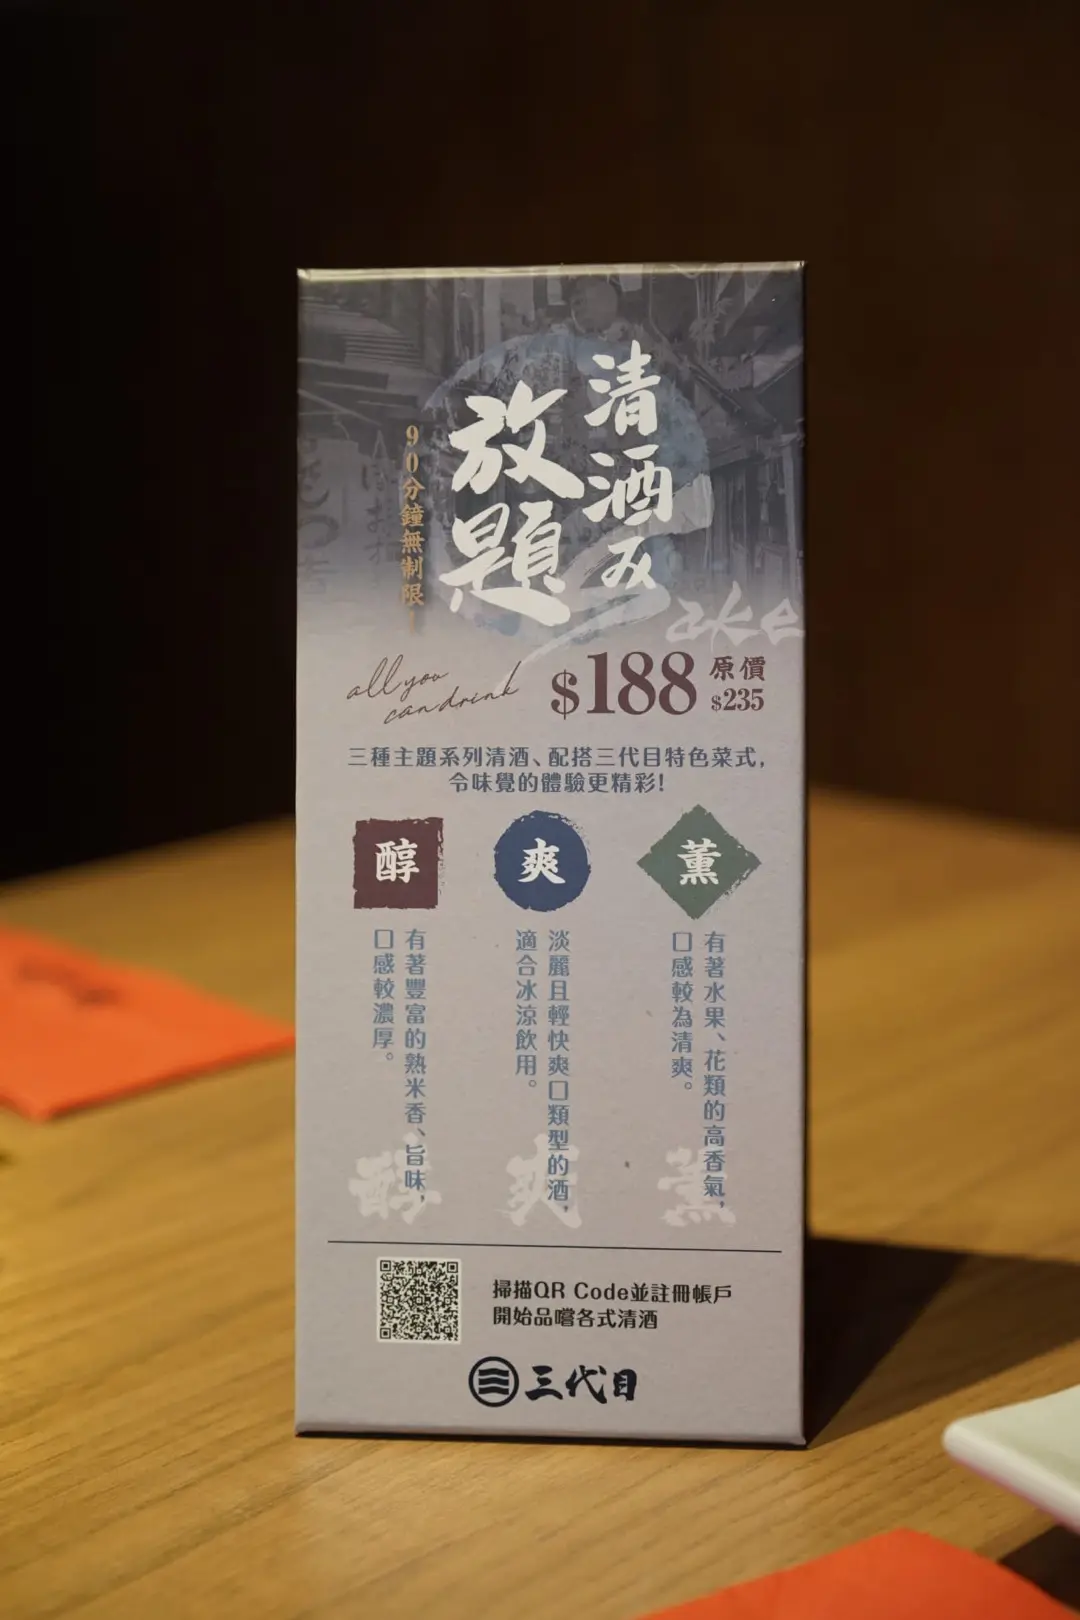 清酒み
放題
90分鐘無制限！
ake
all you
can drink
$188
原價
$235
三種主題系列清酒、配搭三代目特色菜式，
令味覺的體驗更精彩！
醇
有著豐富的熟米香、旨味，
口感較濃厚。
醇
爽
淡麗且輕快爽口類型的酒，
適合冰涼飲用。
爽
薰
有著水果、花類的高香氣，
口感較為清爽。
薰
掃描QR Code並註冊帳戶
開始品嚐各式清酒
三代目